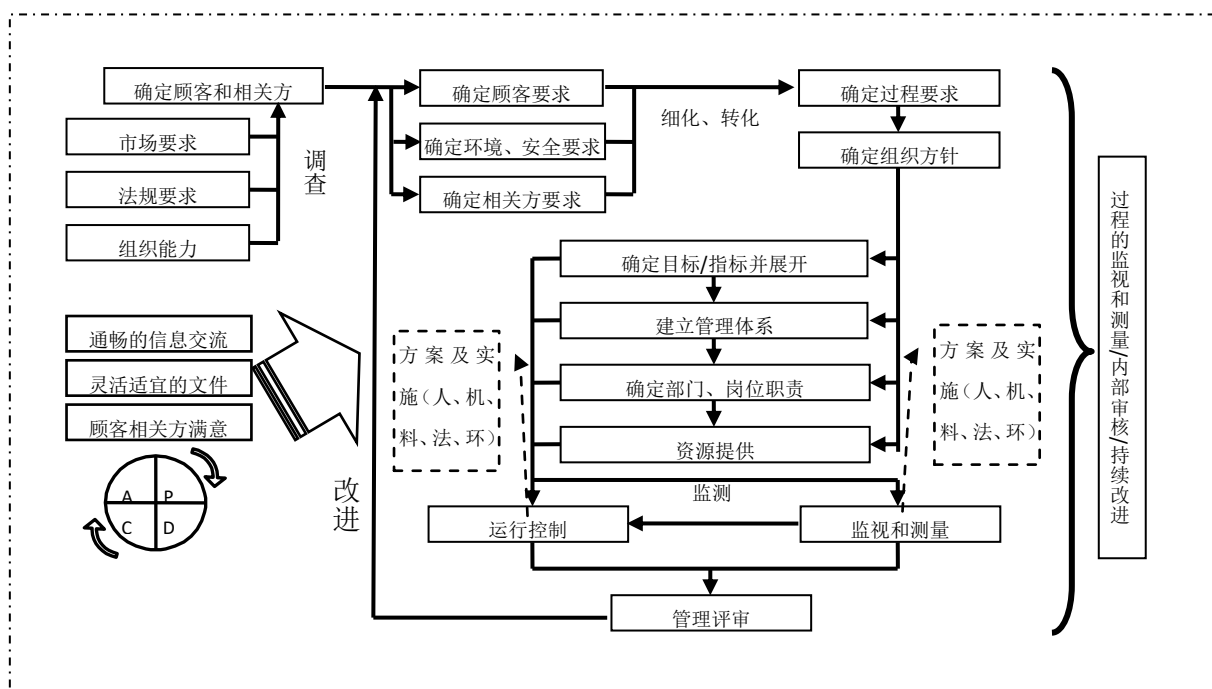 确定顾客和相关方
确定顾客要求
确定过程要求
细化、转化
市场要求
确定环境、安全要求
调查
确定组织方针
法规要求
确定相关方要求
组织能力
确定目标/指标并展开
通畅的信息交流
建立管理体系
灵活适宜的文件
确定部门、岗位职责
顾客相关方满意
资源提供
方案及实
施（人、机、
料、法、环）
方案及实
施（人、机、
料、法、环）
过程的监视和测量/内部审核/持续改进
A P
C D
改进
监测
运行控制
监视和测量
管理评审